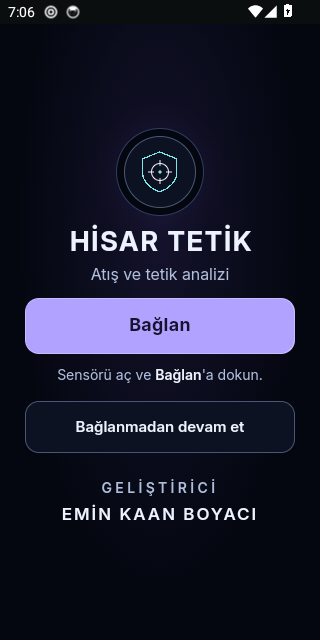 7:06
HİSAR TETİK
Atış ve tetik analizi
Bağlan
Sensörü aç ve Bağlan'a dokun.
Bağlanmadan devam et
GELİŞTİRİCİ
EMİN KAAN BOYACI